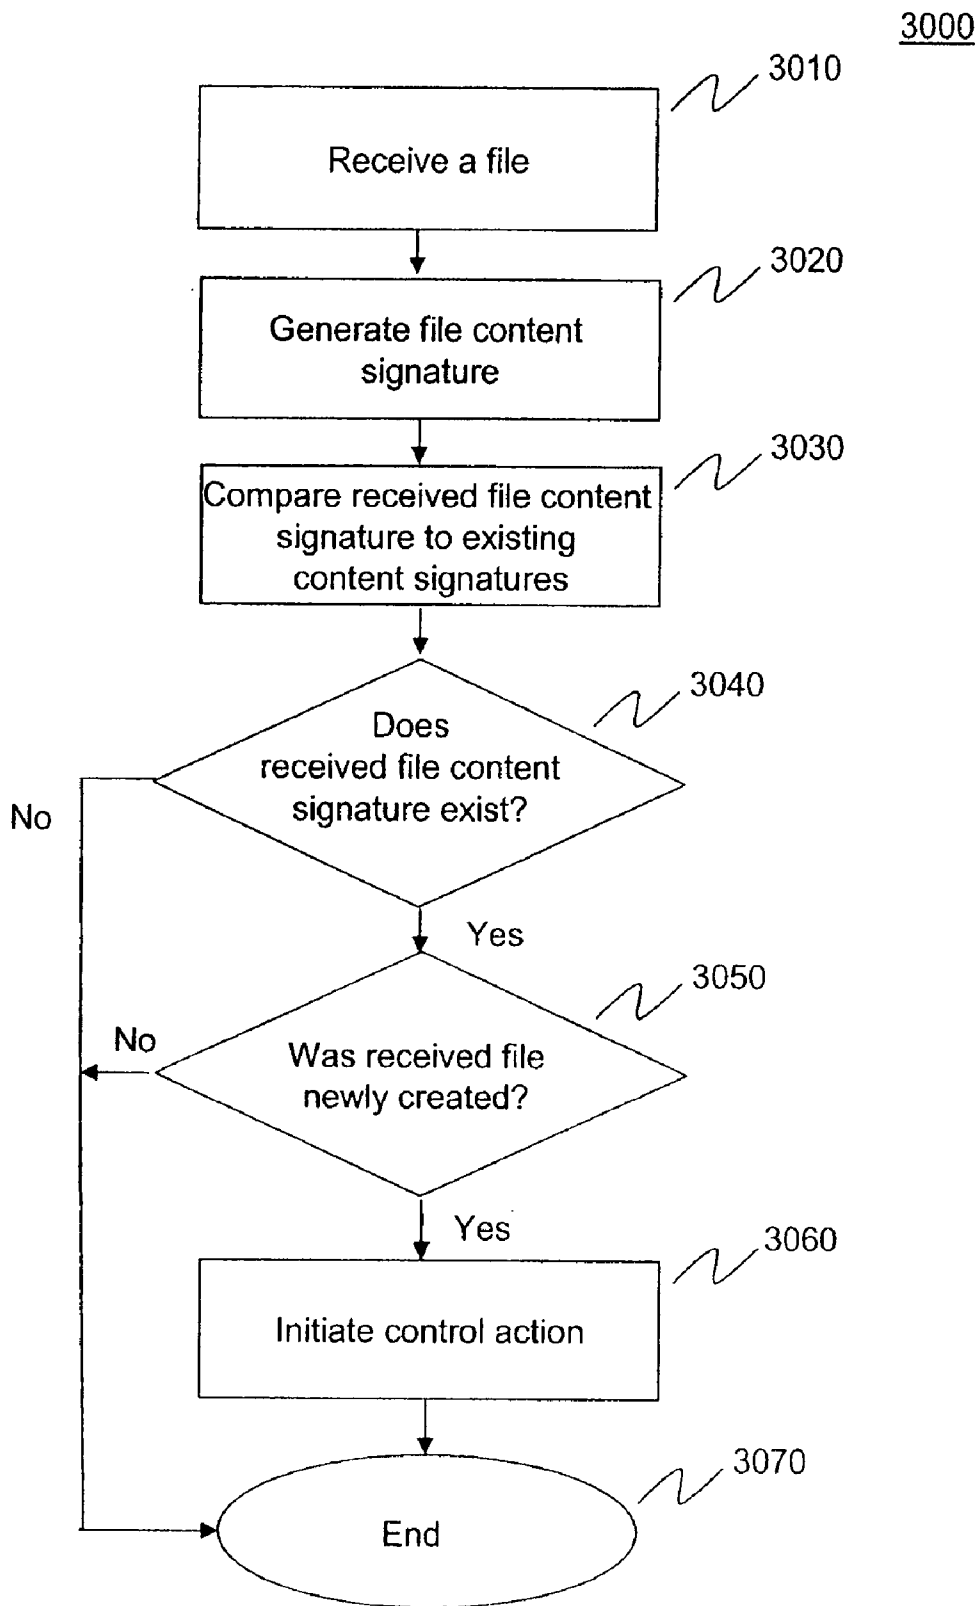 3000
3010
Receive a file
3020
Generate file content
signature
3030
Compare received file content
signature to existing
content signatures
3040
Does
received file content
signature exist?
No
Yes
3050
No
Was received file
newly created?
Yes
3060
Initiate control action
3070
End